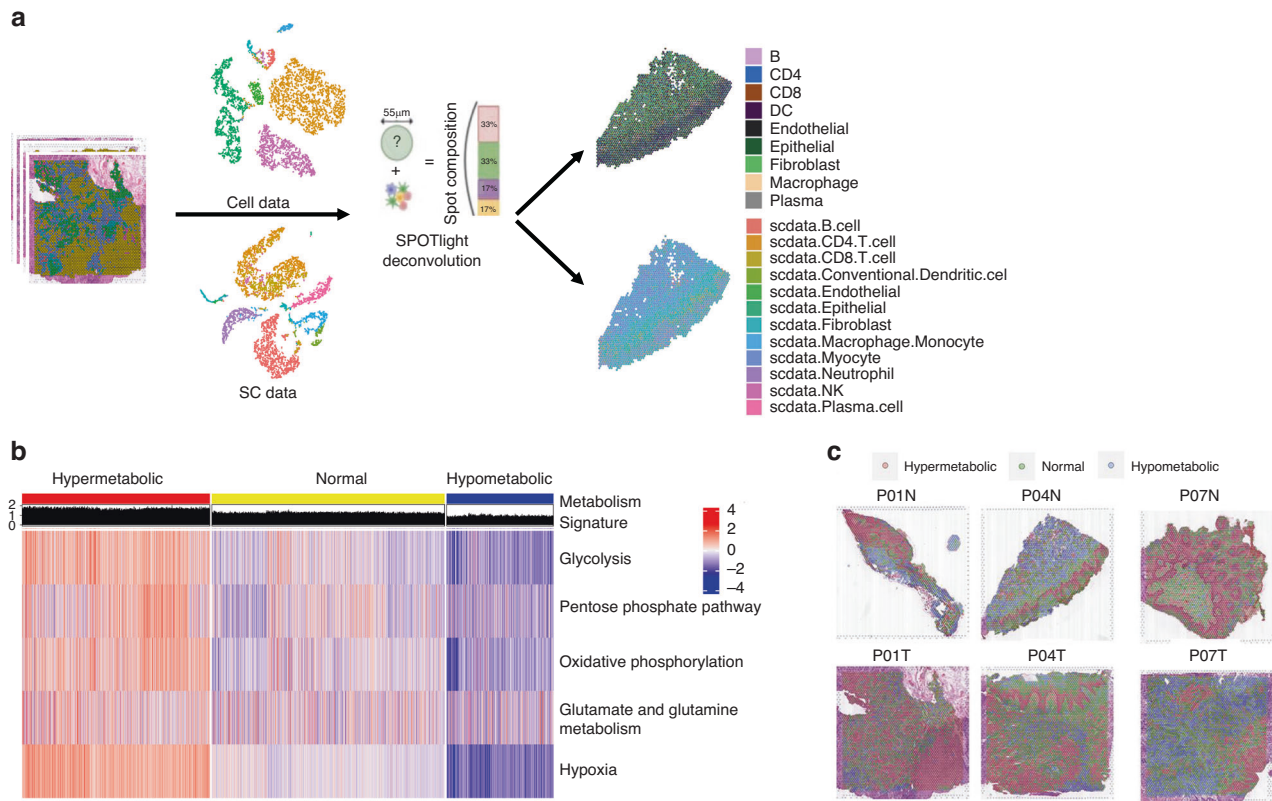 a
Cell data
SC data
55μm
?
+
=
Spot composition
33%
33%
17%
17%
SPOTlight
deconvolution
B
CD4
CD8
DC
Endothelial
Epithelial
Fibroblast
Macrophage
Plasma
scdata.B.cell
scdata.CD4.T.cell
scdata.CD8.T.cell
scdata.Conventional.Dendritic.cel
scdata.Endothelial
scdata.Epithelial
scdata.Fibroblast
scdata.Macrophage.Monocyte
scdata.Myocyte
scdata.Neutrophil
scdata.NK
scdata.Plasma.cell
b
Hypermetabolic Normal Hypometabolic
Metabolism
2
1
0
Signature
Glycolysis
Pentose phosphate pathway
Oxidative phosphorylation
Glutamate and glutamine
metabolism
Hypoxia
4
2
0
–2
–4
c
Hypermetabolic Normal Hypometabolic
P01N P04N P07N
P01T P04T P07T